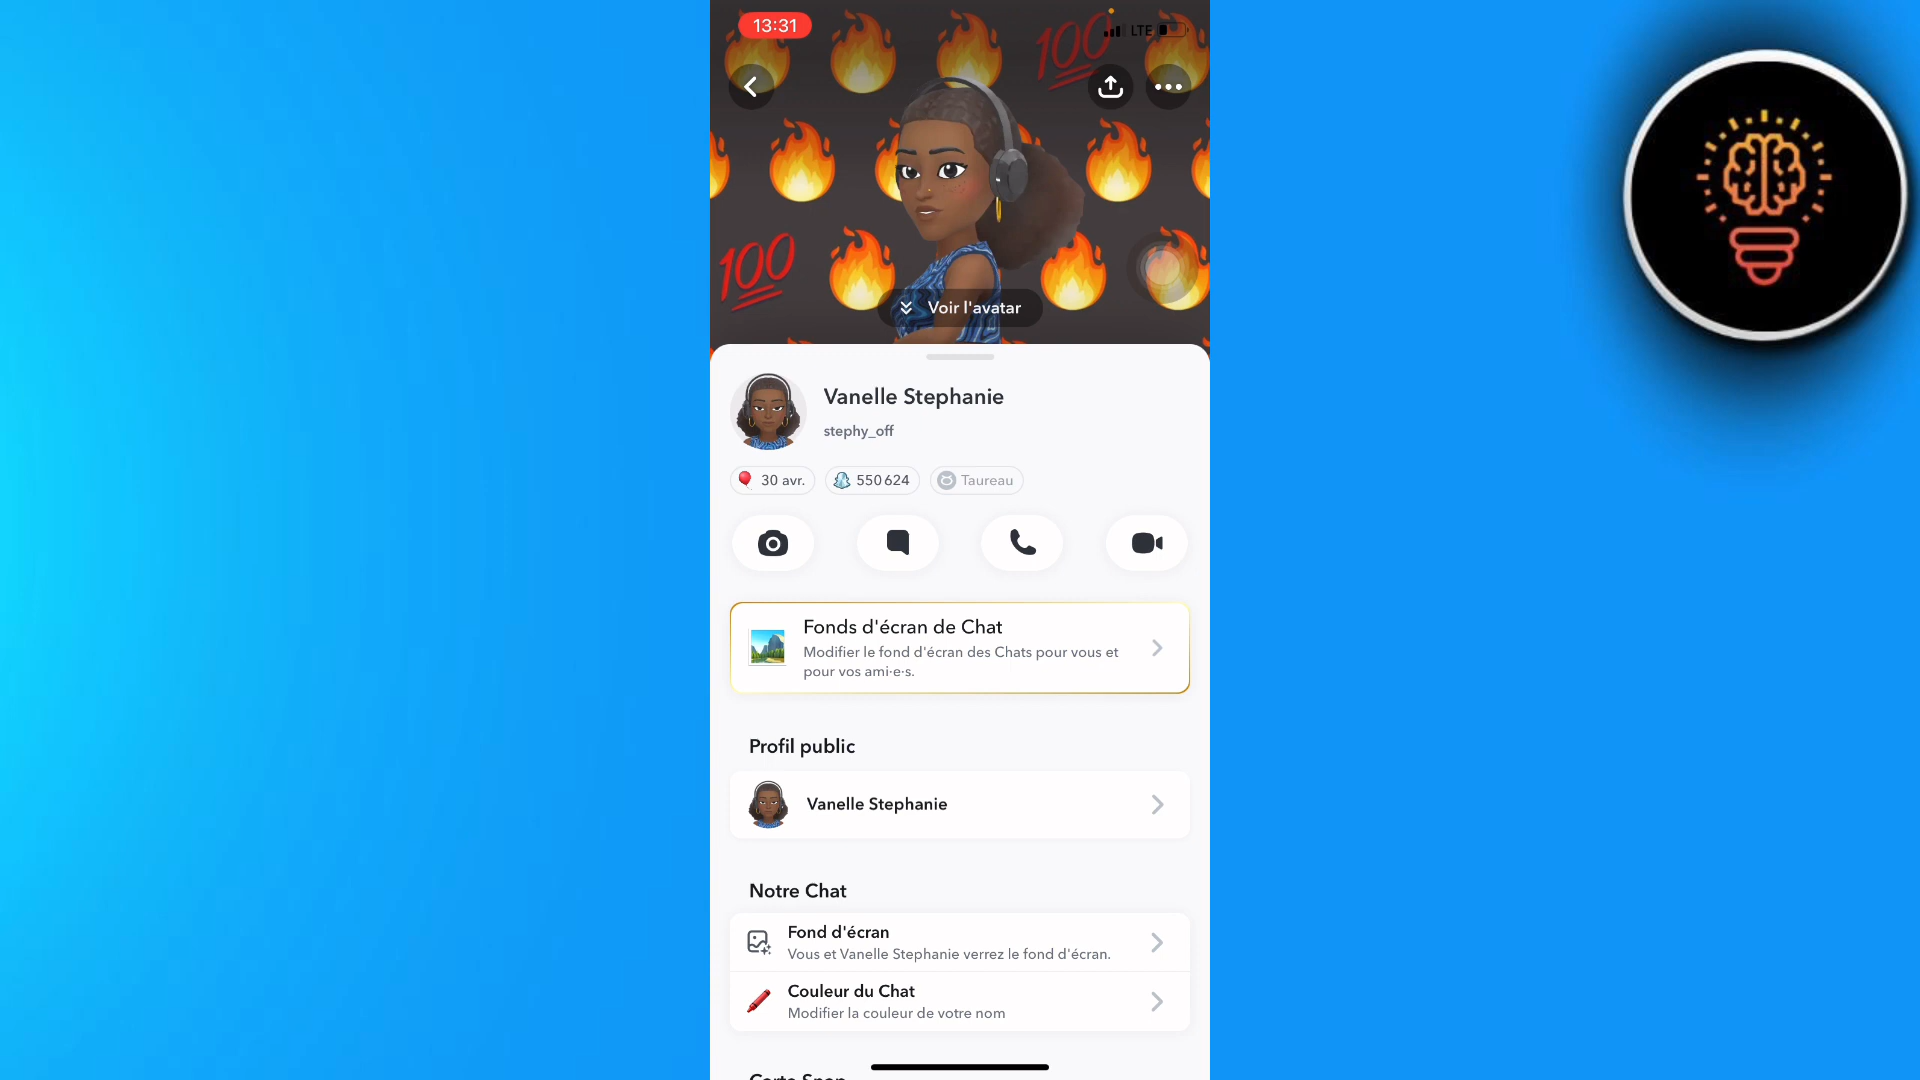 13:31
LTE
100
100
Voir l'avatar
Vanelle Stephanie
stephy_off
30 avr.
550 624
Taureau
Fonds d'écran de Chat
Modifier le fond d'écran des Chats pour vous et
pour vos ami·e·s.
Profil public
Vanelle Stephanie
Notre Chat
Fond d'écran
Vous et Vanelle Stephanie verrez le fond d'écran.
Couleur du Chat
Modifier la couleur de votre nom